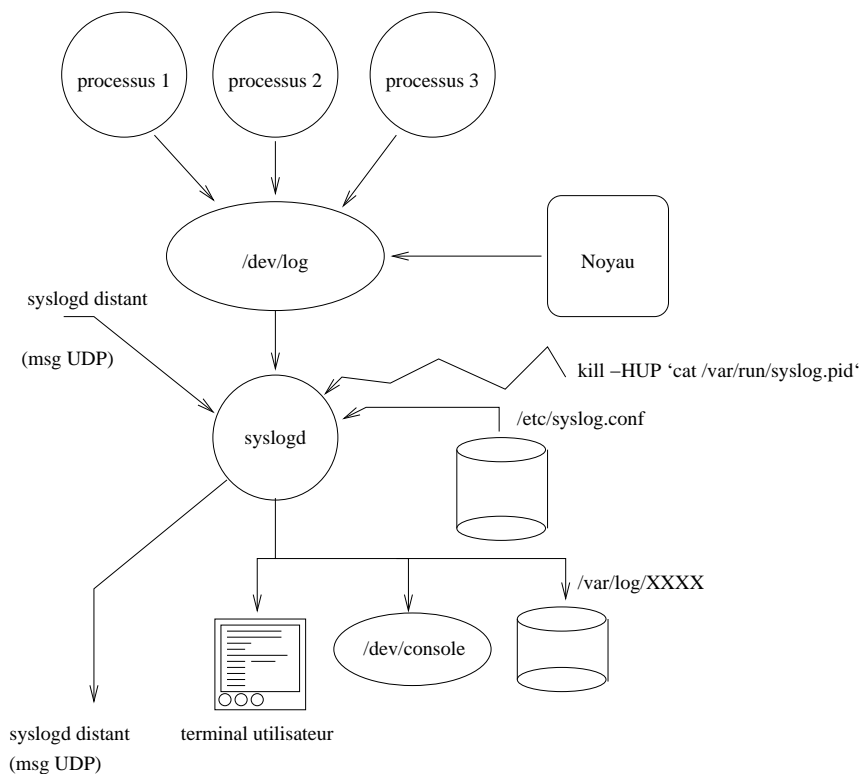 processus 1
processus 2
processus 3
/dev/log
Noyau
syslogd distant
(msg UDP)
kill −HUP ‘cat /var/run/syslog.pid‘
/etc/syslog.conf
syslogd
/var/log/XXXX
/dev/console
syslogd distant
(msg UDP)
terminal utilisateur